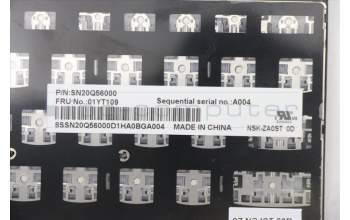 P/N:SN20Q56000
FRU No.:01YT109
Sequential serial no.:A004
8SSN20Q56000D1HA0BGA004 MADE IN CHINA NSK-ZA0ST 0D